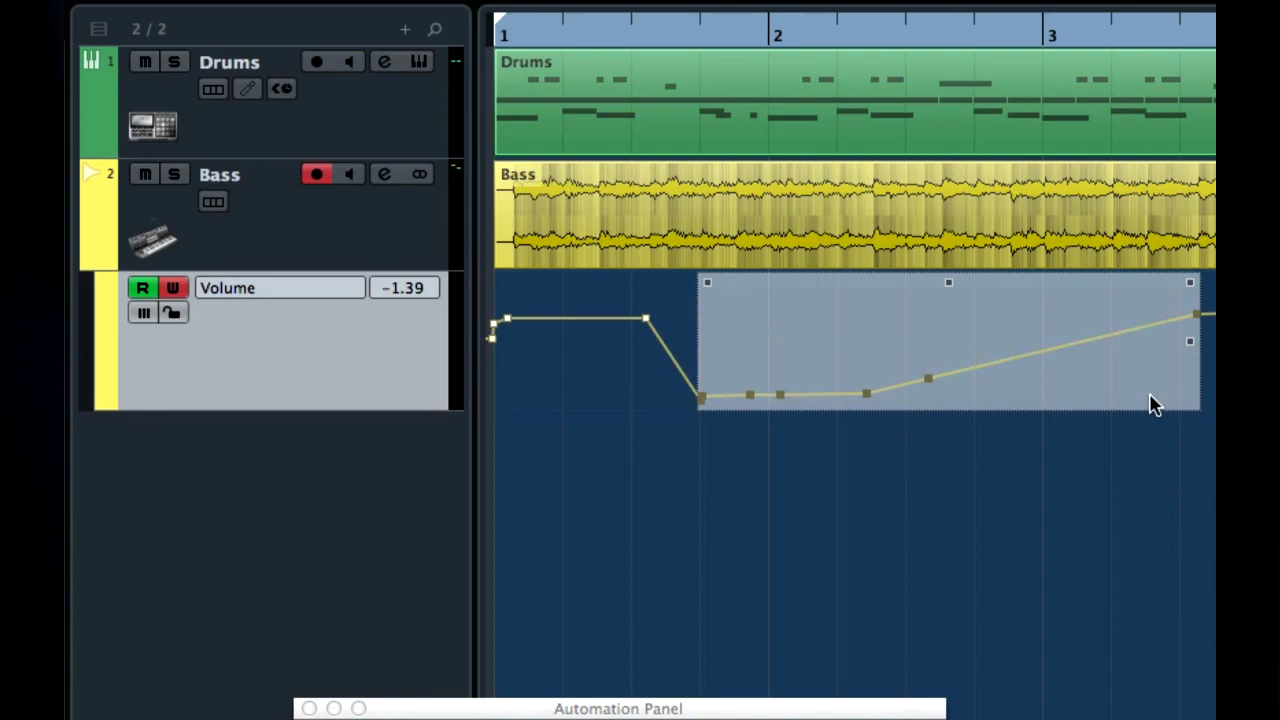 2 / 2 +
1 2 3
1 m S Drums e
Drums
2 m S Bass e
Bass
R W Volume -1.39
Automation Panel